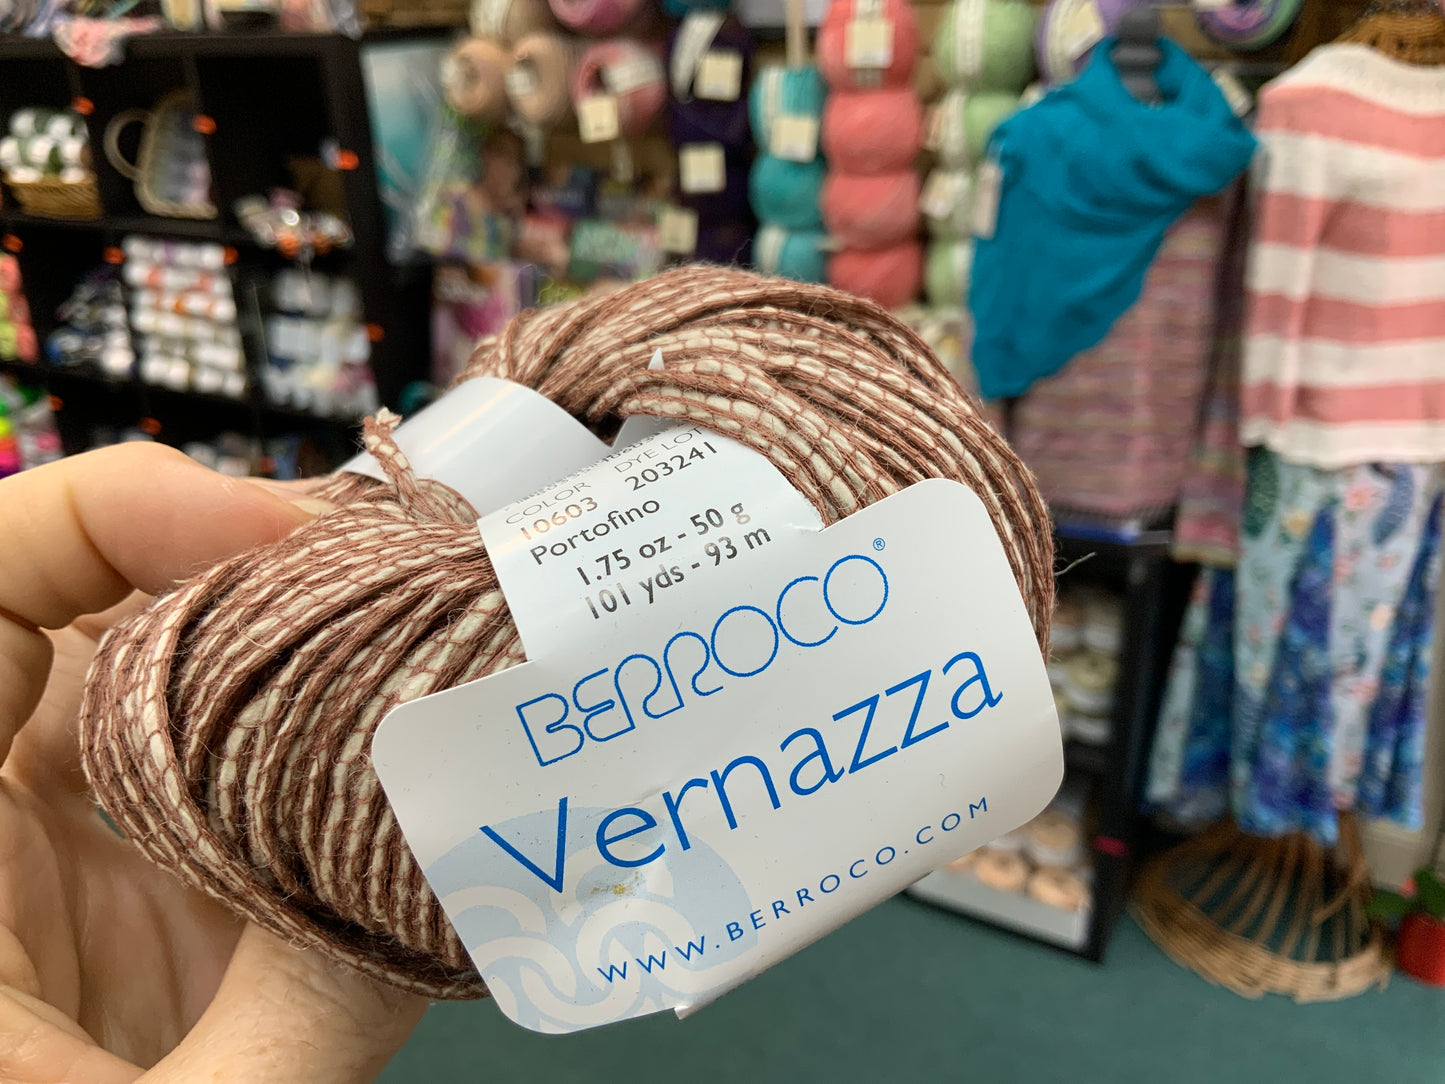 COLOR DYE LOT
10603 203241
Portofino
1.75 oz - 50 g
101 yds - 93 m
BERROCO®
Vernazza
WWW.BERROCO.COM